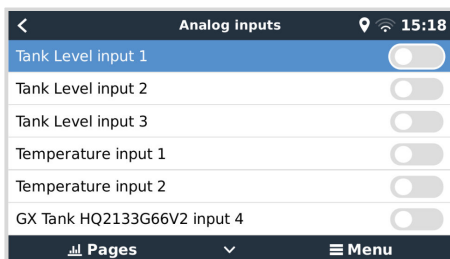 Analog inputs 15:18
Tank Level input 1
Tank Level input 2
Tank Level input 3
Temperature input 1
Temperature input 2
GX Tank HQ2133G66V2 input 4
Pages Menu